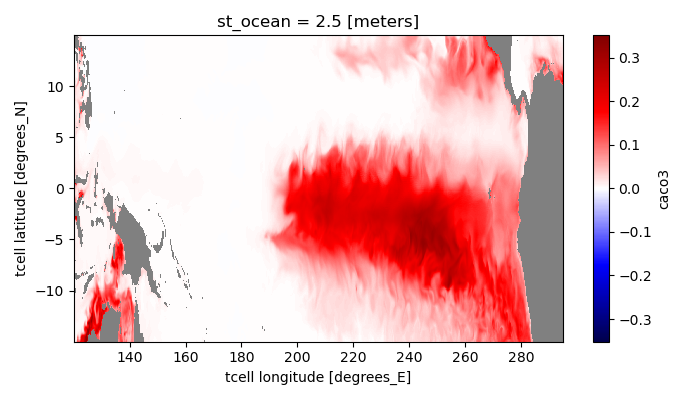 st_ocean = 2.5 [meters]
10
5
0
−5
−10
tcell latitude [degrees_N]
140 160 180 200 220 240 260 280
tcell longitude [degrees_E]
0.3
0.2
0.1
0.0
−0.1
−0.2
−0.3
caco3